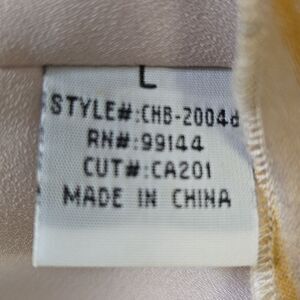 L
STYLE#:CHB-2004d
RN#:99144
CUT#:CA201
MADE IN CHINA